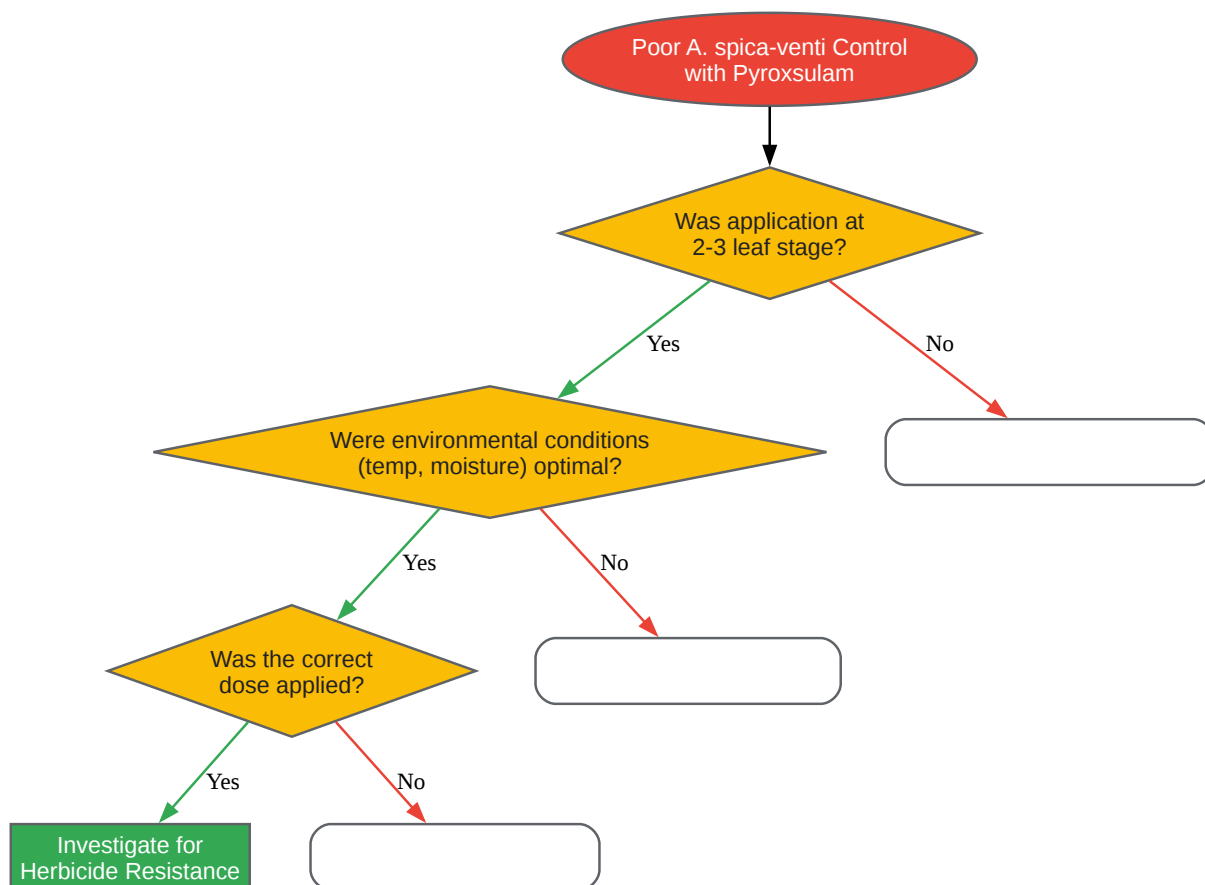 Poor A. spica-venti Control
with Pyroxsulam
Was application at
2-3 leaf stage?
Yes
No
Were environmental conditions
(temp, moisture) optimal?
Yes
No
Was the correct
dose applied?
Yes
No
Investigate for
Herbicide Resistance